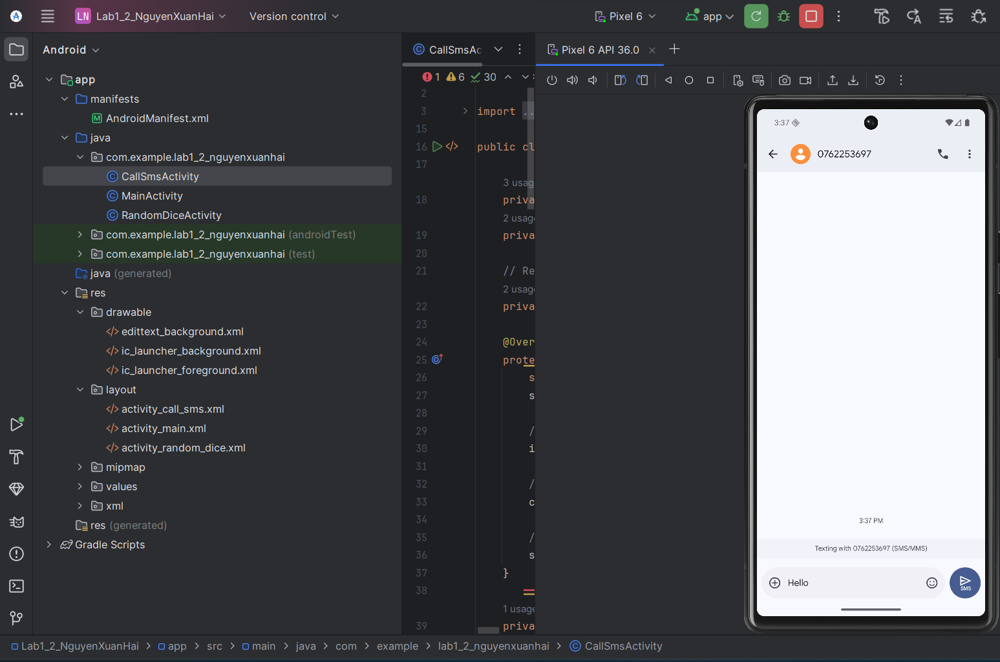 LN Lab1_2_NguyenXuanHai Version control Pixel 6 app
Android
app
manifests
AndroidManifest.xml
java
com.example.lab1_2_nguyenxuanhai
CallSmsActivity
MainActivity
RandomDiceActivity
com.example.lab1_2_nguyenxuanhai (androidTest)
com.example.lab1_2_nguyenxuanhai (test)
java (generated)
res
drawable
edittext_background.xml
ic_launcher_background.xml
ic_launcher_foreground.xml
layout
activity_call_sms.xml
activity_main.xml
activity_random_dice.xml
mipmap
values
xml
res (generated)
Gradle Scripts
CallSmsAc
1 6 30
2
3 import ..
15
16 public cl
17
3 usag
18 priva
2 usag
19 priva
20
21 // Re
2 usag
22 priva
23
24 @Over
25 prote
26 s
27 s
28
29 /
30 i
31
32 /
33 c
34
35 /
36 s
37 }
38
1 usage
39 priva
Pixel 6 API 36.0
3:37
0762253697
3:37 PM
Texting with 0762253697 (SMS/MMS)
Hello
SMS
Lab1_2_NguyenXuanHai > app > src > main > java > com > example > lab1_2_nguyenxuanhai > CallSmsActivity